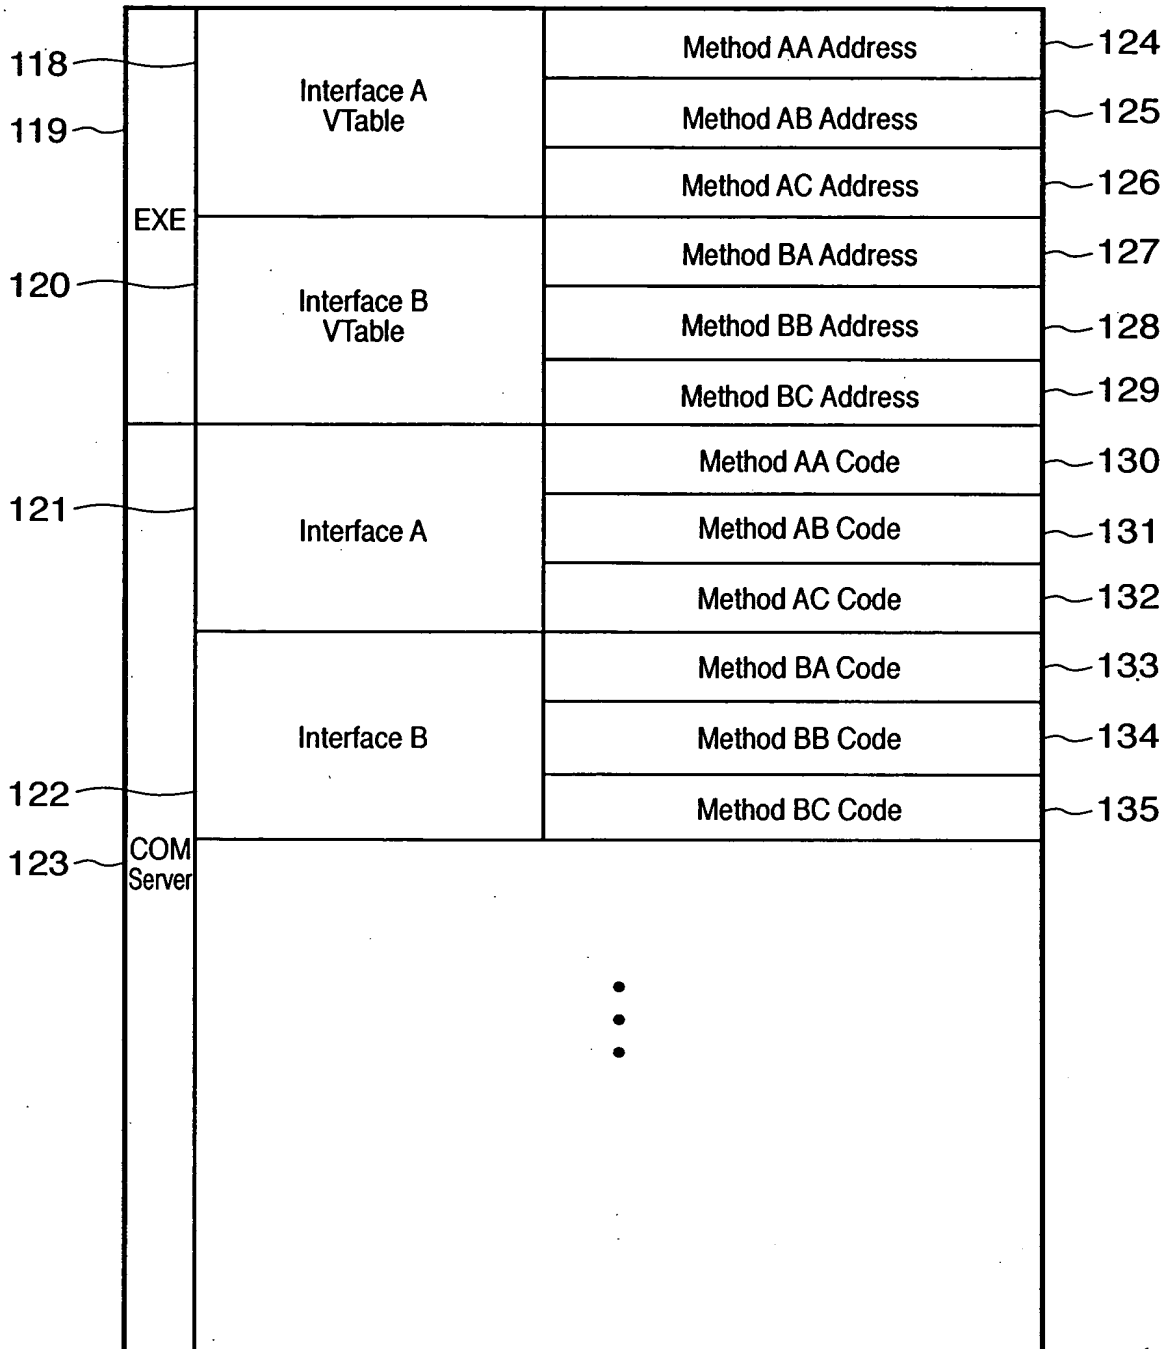 118
119
EXE
120
121
122
COM
Server
123
Interface A
VTable
Interface B
VTable
Interface A
Interface B
Method AA Address
Method AB Address
Method AC Address
Method BA Address
Method BB Address
Method BC Address
Method AA Code
Method AB Code
Method AC Code
Method BA Code
Method BB Code
Method BC Code
124
125
126
127
128
129
130
131
132
133
134
135